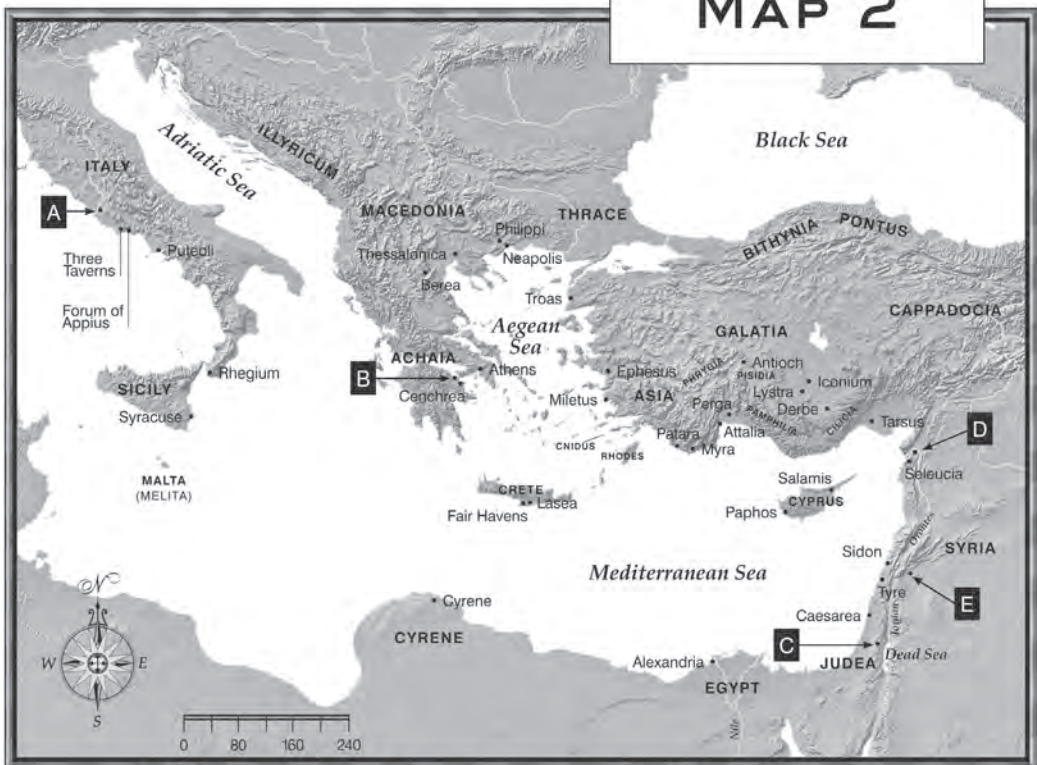 MAP 2
Black Sea
Adriatic Sea
ILLYRICUM
ITALY
A
MACEDONIA
THRACE
BITHYNIA
PONTUS
Philippi
Neapolis
Thessalonica
Berea
Three
Taverns
Puteoli
Forum of
Appius
Troas
CAPPADOCIA
Aegean
Sea
GALATIA
ACHAIA
B
Athens
Cenchrea
Ephesus
ASIA
Miletus
PHRYGIA
Antioch
PISIDIA
Iconium
Lystra
Derbe
Perga
PAMPHILIA
CILICIA
Tarsus
Attalia
Patara
Myra
D
Seleucia
Rhegium
SICILY
Syracuse
CNIDUS
RHODES
MALTA
(MELITA)
CRETE
Lasea
Fair Havens
Salamis
CYPRUS
Paphos
Orontes
Sidon
SYRIA
Mediterranean Sea
Tyre
E
Cyrene
CYRENE
Caesarea
Jordan
C
JUDEA
Dead Sea
Alexandria
EGYPT
Nile
N
W
E
S
0 80 160 240